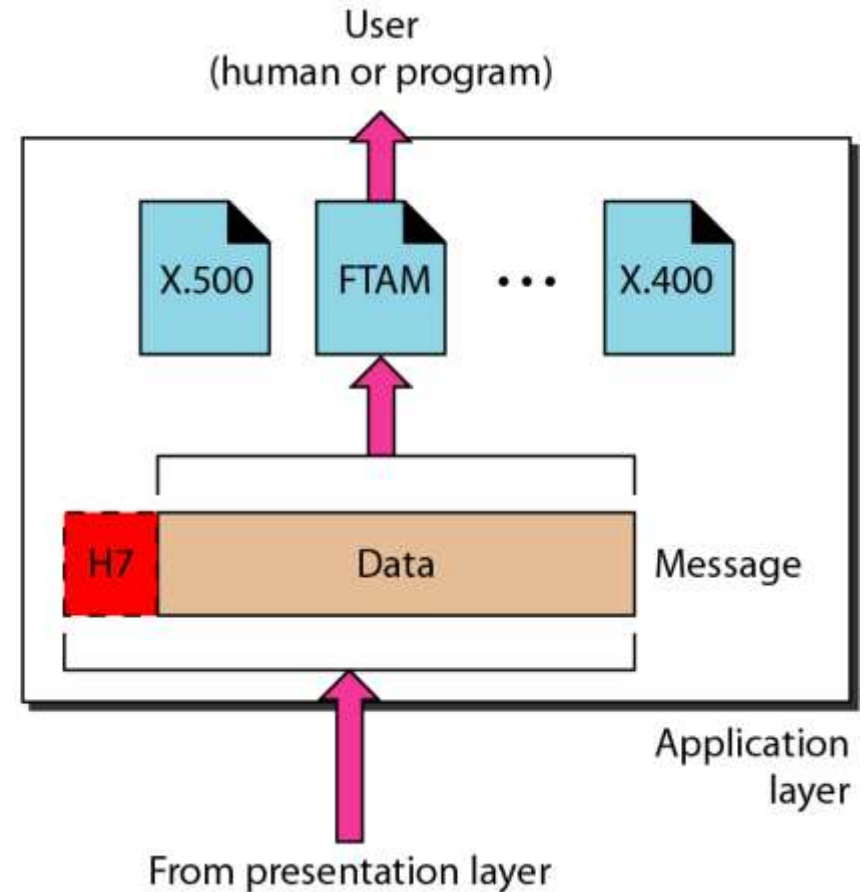 User
(human or program)
X.500 FTAM ... X.400
H7 Data Message
Application
layer
From presentation layer